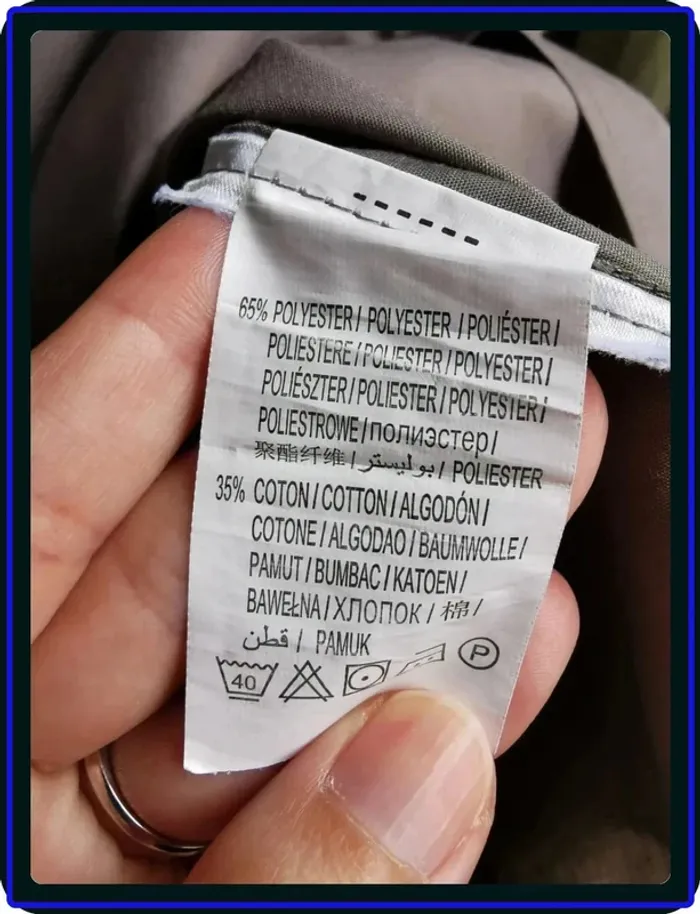 65% POLYESTER / POLYESTER / POLIÉSTER /
POLIESTERE / POLIESTER / POLYESTER /
POLIÉSZTER / POLIESTER / POLYESTER /
POLIESTROWE / полиэстер /
聚酯纤维 / بوليستر / POLIESTER
35% COTON / COTTON / ALGODÓN /
COTONE / ALGODAO / BAUMWOLLE /
PAMUT / BUMBAC / KATOEN /
BAWEŁNA / ХЛОПОК / 棉 /
قطن / PAMUK
40 P